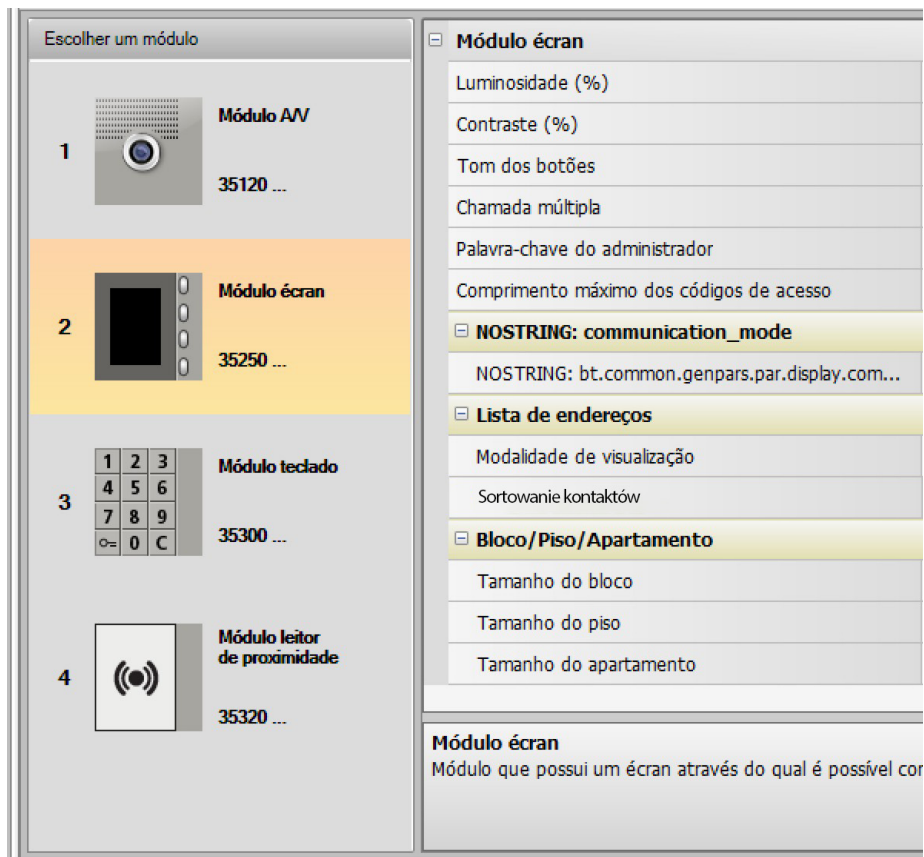 Escolher um módulo
1
Módulo A/V
35120 ...
2
Módulo écran
35250 ...
3
1 2 3
4 5 6
7 8 9
0 C
Módulo teclado
35300 ...
4
Módulo leitor
de proximidade
35320 ...
Módulo écran
Luminosidade (%)
Contraste (%)
Tom dos botões
Chamada múltipla
Palavra-chave do administrador
Comprimento máximo dos códigos de acesso
NOSTRING: communication_mode
NOSTRING: bt.common.genpars.par.display.com...
Lista de endereços
Modalidade de visualização
Sortowanie kontaktów
Bloco/Piso/Apartamento
Tamanho do bloco
Tamanho do piso
Tamanho do apartamento
Módulo écran
Módulo que possui um écran através do qual é possível con